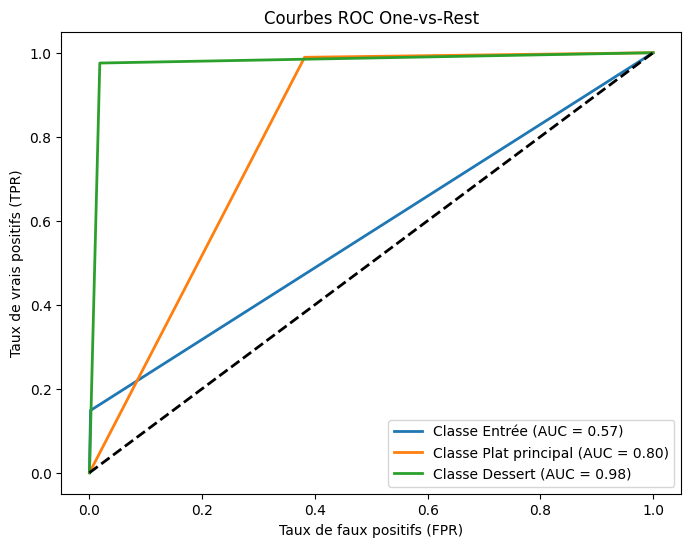 Courbes ROC One-vs-Rest
Taux de vrais positifs (TPR)
1.0
0.8
0.6
0.4
0.2
0.0
0.0 0.2 0.4 0.6 0.8 1.0
Taux de faux positifs (FPR)
Classe Entrée (AUC = 0.57)
Classe Plat principal (AUC = 0.80)
Classe Dessert (AUC = 0.98)